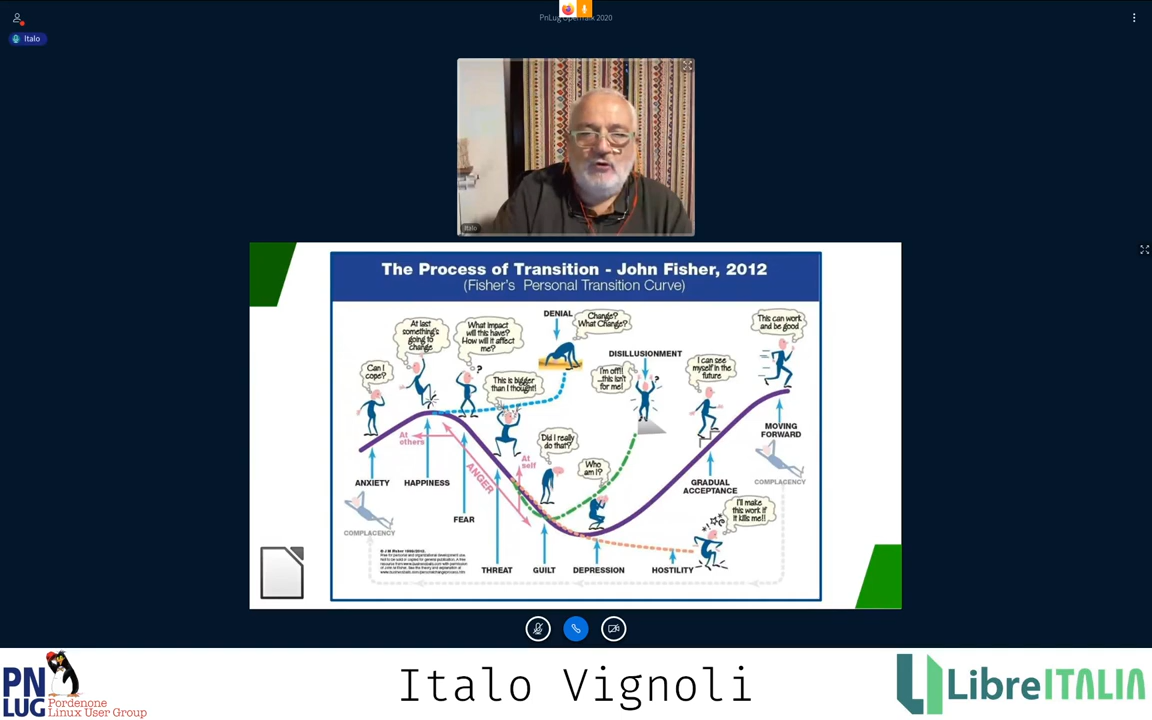 PnLug OpenTalk 2020
Italo
Italo
The Process of Transition - John Fisher, 2012
(Fisher's Personal Transition Curve)
Can I
cope?
At last
something's
going to
change
What impact
will this have?
How will it affect
me?
?
This is bigger
than I thought!
DENIAL
Change?
What Change?
DISILLUSIONMENT
I'm off!!
...this isn't
for me!
?
I can see
myself in the
future
This can work
and be good
At
others
ANGER
At
self
Did I really
do that?
Who
am I?
ANXIETY
HAPPINESS
FEAR
THREAT
GUILT
DEPRESSION
HOSTILITY
GRADUAL
ACCEPTANCE
MOVING
FORWARD
COMPLACENCY
COMPLACENCY
I'll make
this work if
it kills me!!
PN
LUG
Pordenone
Linux User Group
Italo Vignoli
LibreITALIA